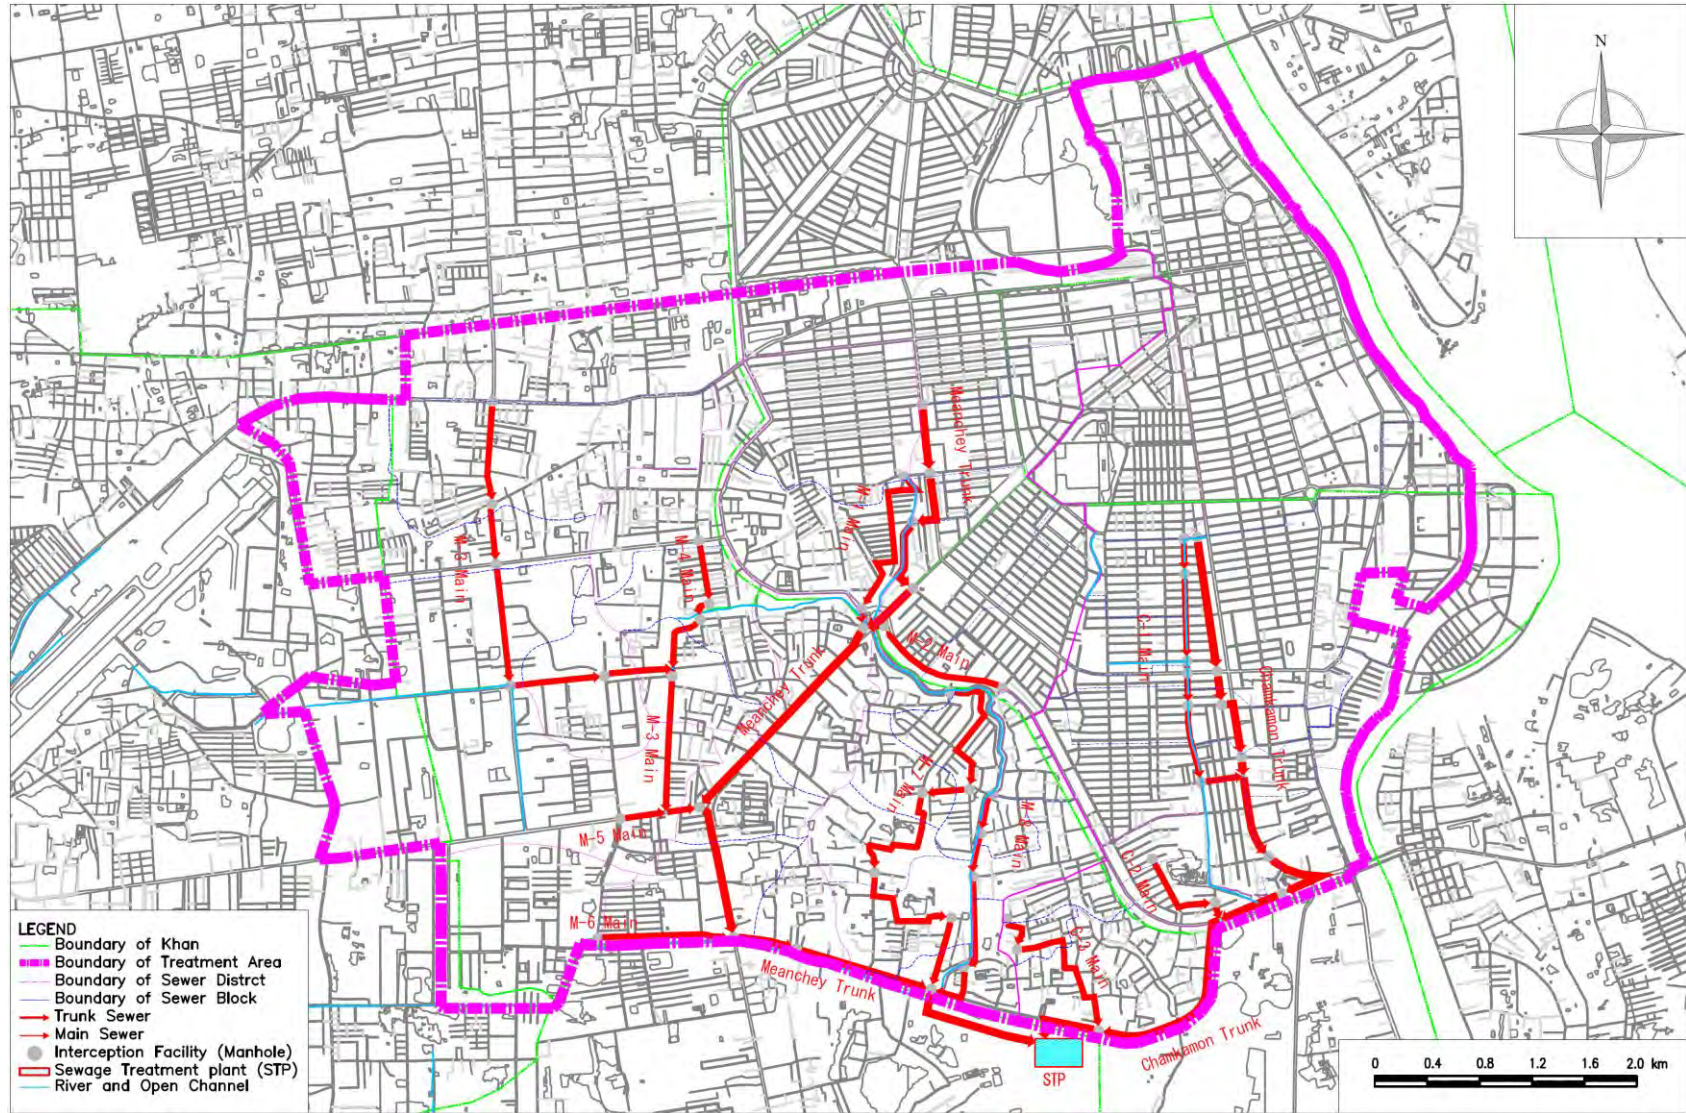 N
Meanchey Trunk
M-1 Main
M-3 Main
M-4 Main
M-2 Main
C-1 Main
Meanchey Trunk
Chamkamon Trunk
M-3 Main
M-7 Main
M-8 Main
M-5 Main
C-2 Main
M-6 Main
C-3 Main
Meanchey Trunk
Chamkamon Trunk
STP
LEGEND
Boundary of Khan
Boundary of Treatment Area
Boundary of Sewer Distrct
Boundary of Sewer Block
Trunk Sewer
Main Sewer
Interception Facility (Manhole)
Sewage Treatment plant (STP)
River and Open Channel
0 0.4 0.8 1.2 1.6 2.0 km